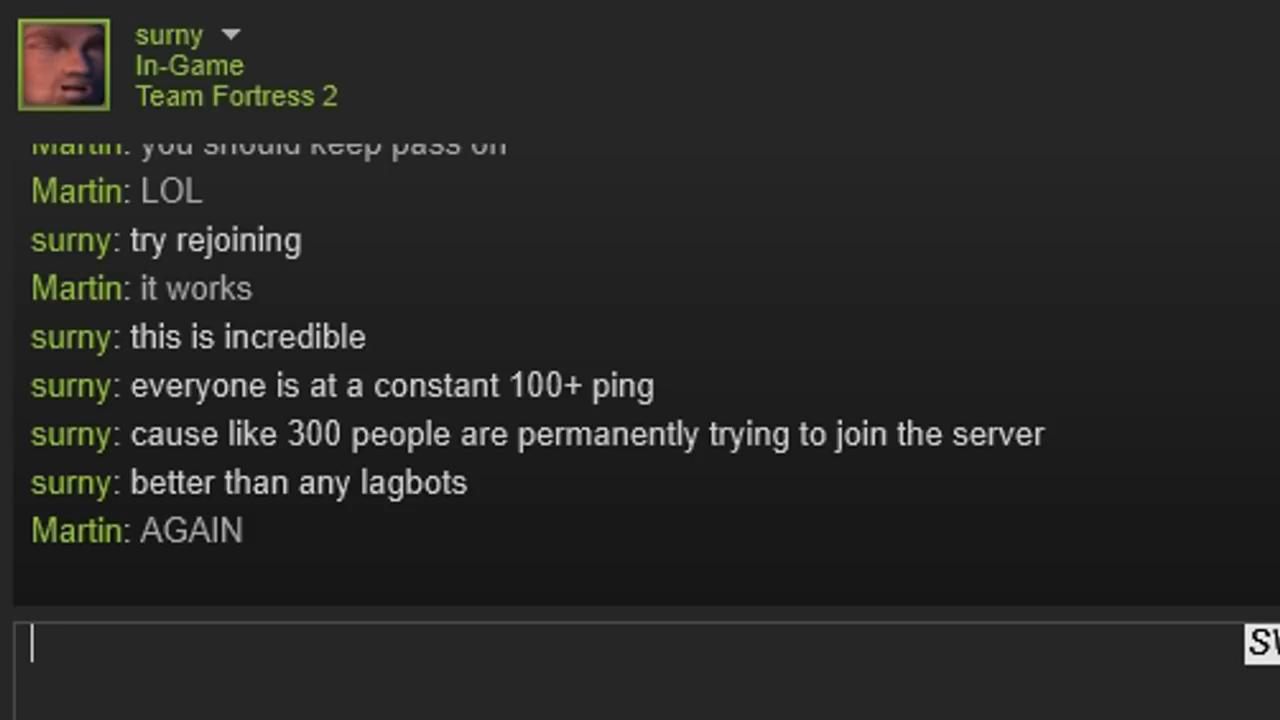 surny
In-Game
Team Fortress 2
Martin: you should keep pass on
Martin: LOL
surny: try rejoining
Martin: it works
surny: this is incredible
surny: everyone is at a constant 100+ ping
surny: cause like 300 people are permanently trying to join the server
surny: better than any lagbots
Martin: AGAIN